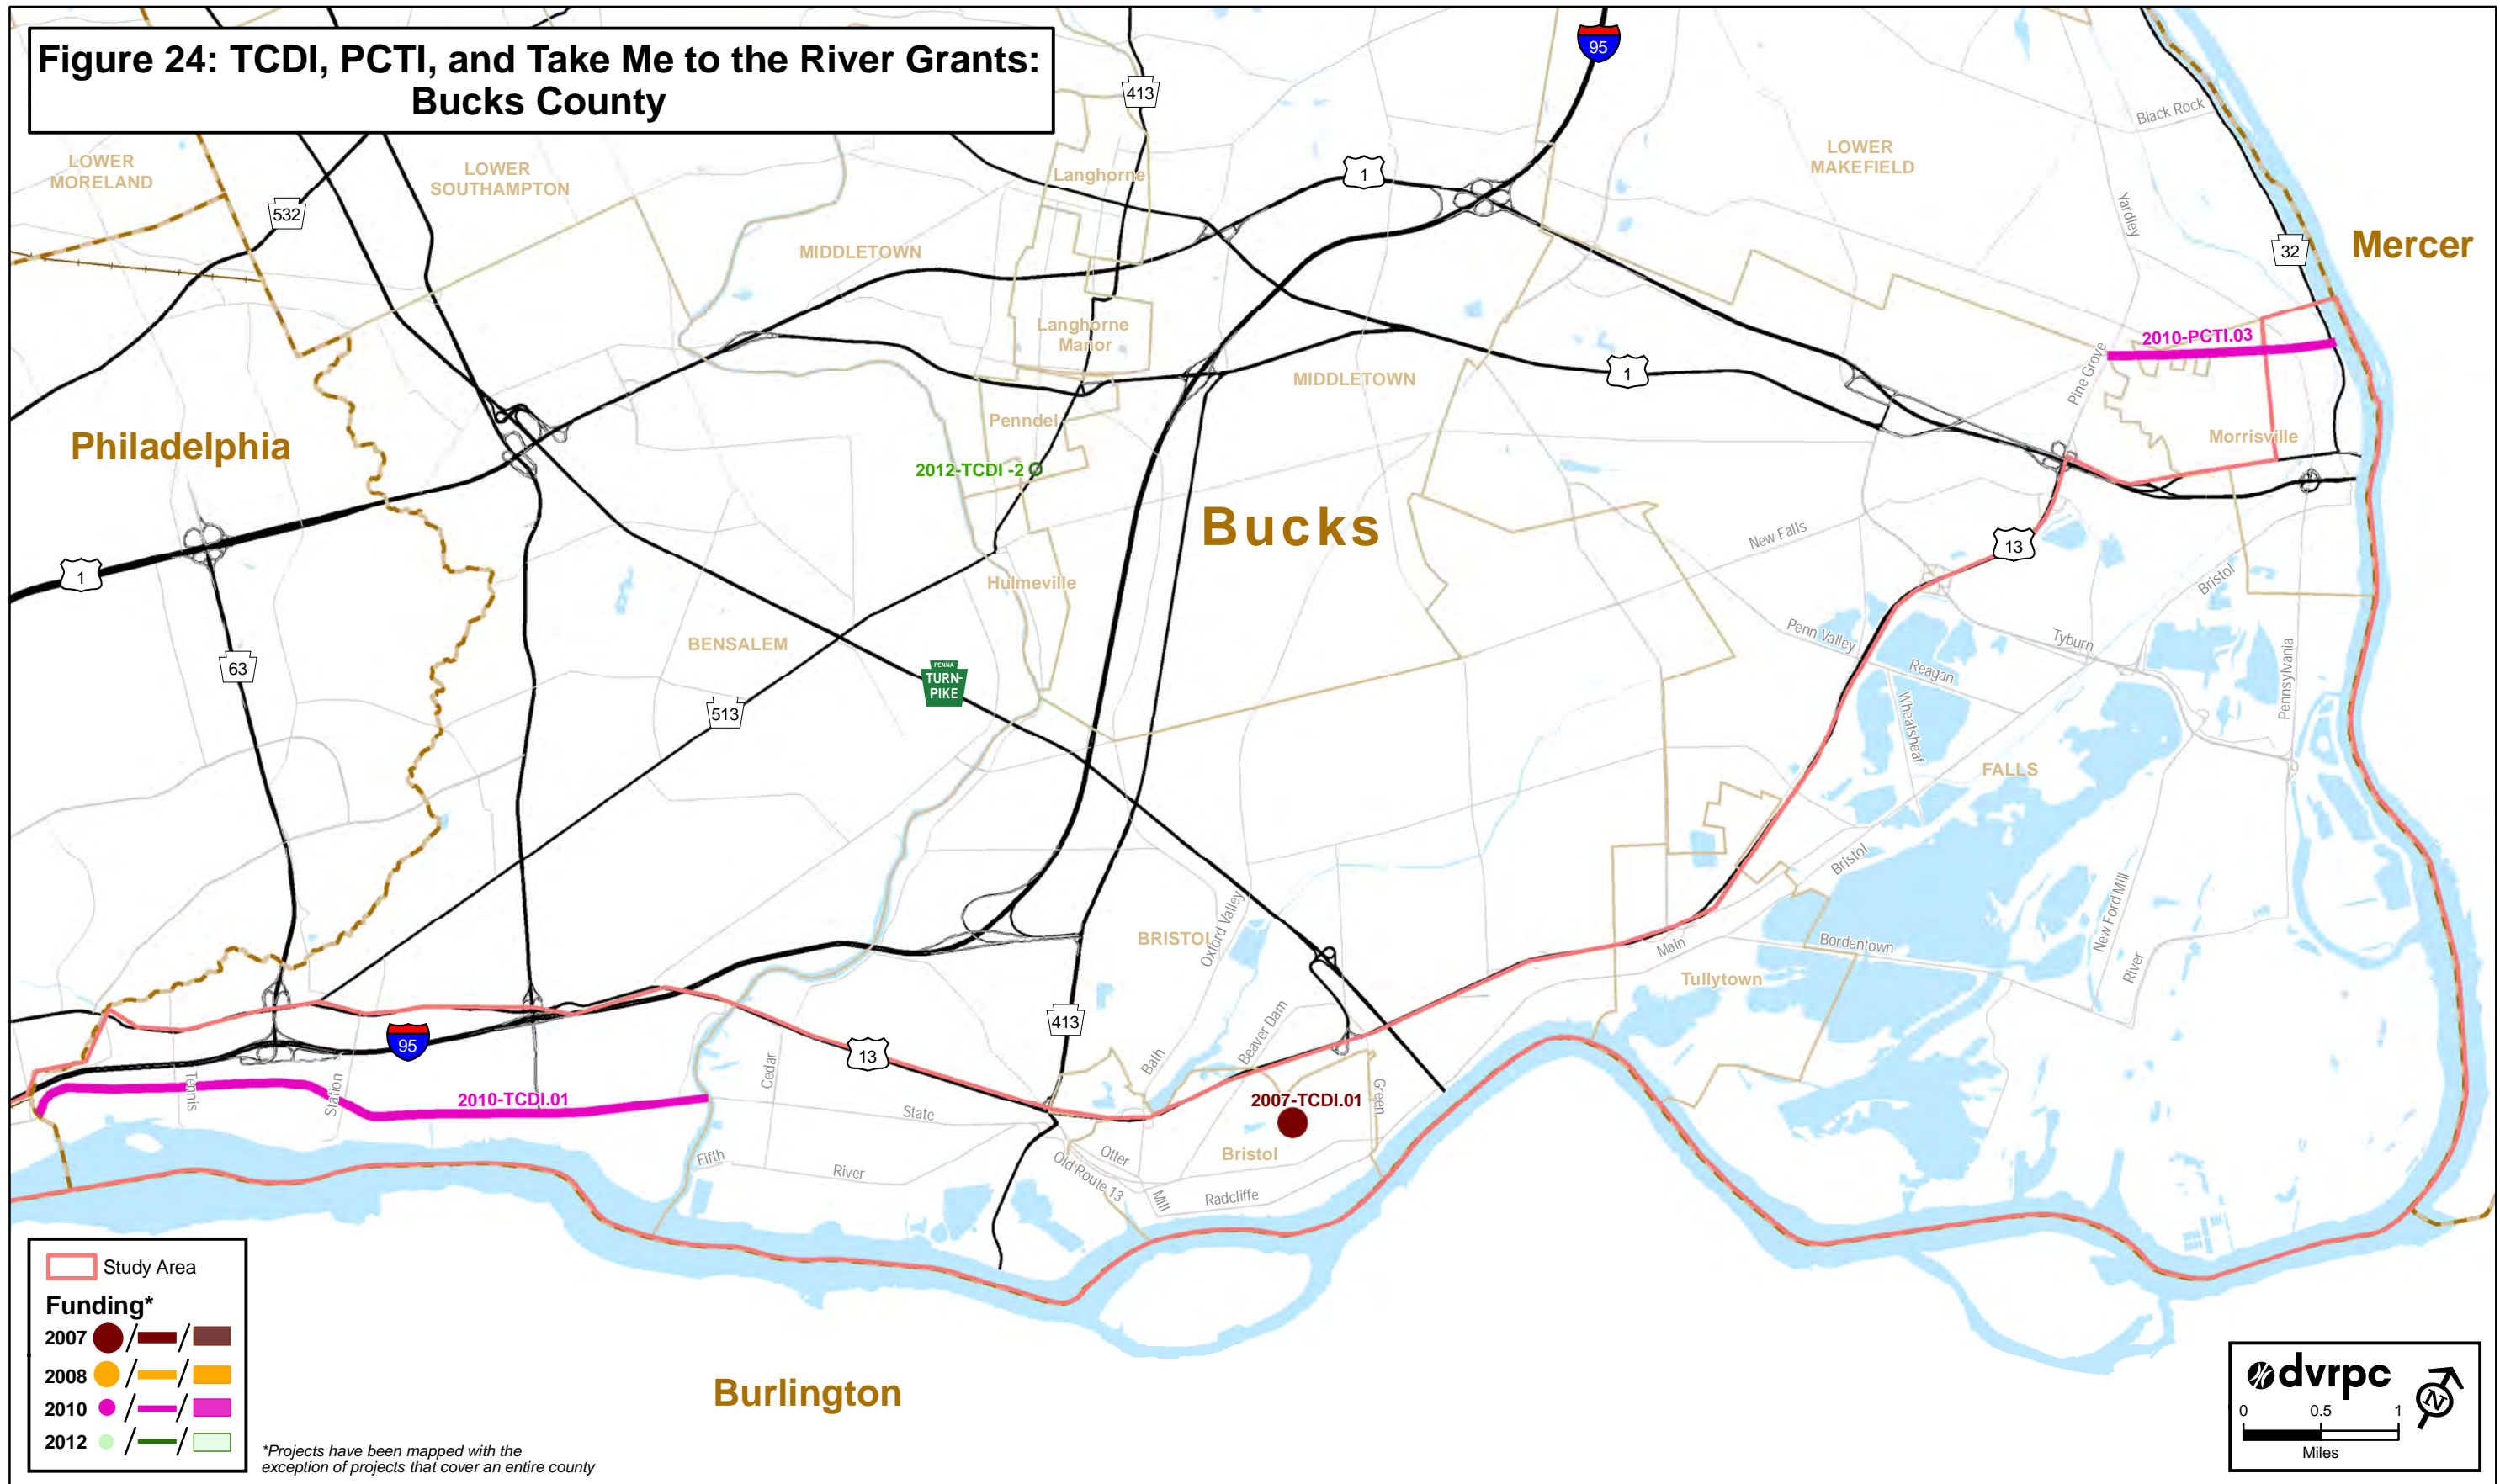 Figure 24: TCDI, PCTI, and Take Me to the River Grants:
Bucks County
95
413
Black Rock
LOWER
MORELAND
LOWER
SOUTHAMPTON
Langhorne
1
LOWER
MAKEFIELD
532
Yardley
MIDDLETOWN
32
Mercer
Langhorne
Manor
2010-PCTI.03
MIDDLETOWN
1
Pine Grove
Penndel
Morrisville
Philadelphia
2012-TCDI -2
Bucks
New Falls
13
1
Hulmeville
Bristol
BENSALEM
Penn Valley
Tyburn
63
PENNA
TURN-
PIKE
Reagan
Pennsylvania
513
Wheatsheaf
FALLS
Bristol
New Ford Mill
BRISTOL
Oxford Valley
Main
Bordentown
River
Tullytown
413
95
13
Beaver Dam
Bath
Cedar
Tennis
Station
2010-TCDI.01
2007-TCDI.01
Green
State
Bristol
Fifth
River
Otter
Old Route 13
Mill
Radcliffe
Study Area
Funding*
2007 / /
2008 / /
2010 / /
2012 / /
*Projects have been mapped with the
exception of projects that cover an entire county
Burlington
dvrpc
N
0 0.5 1
Miles